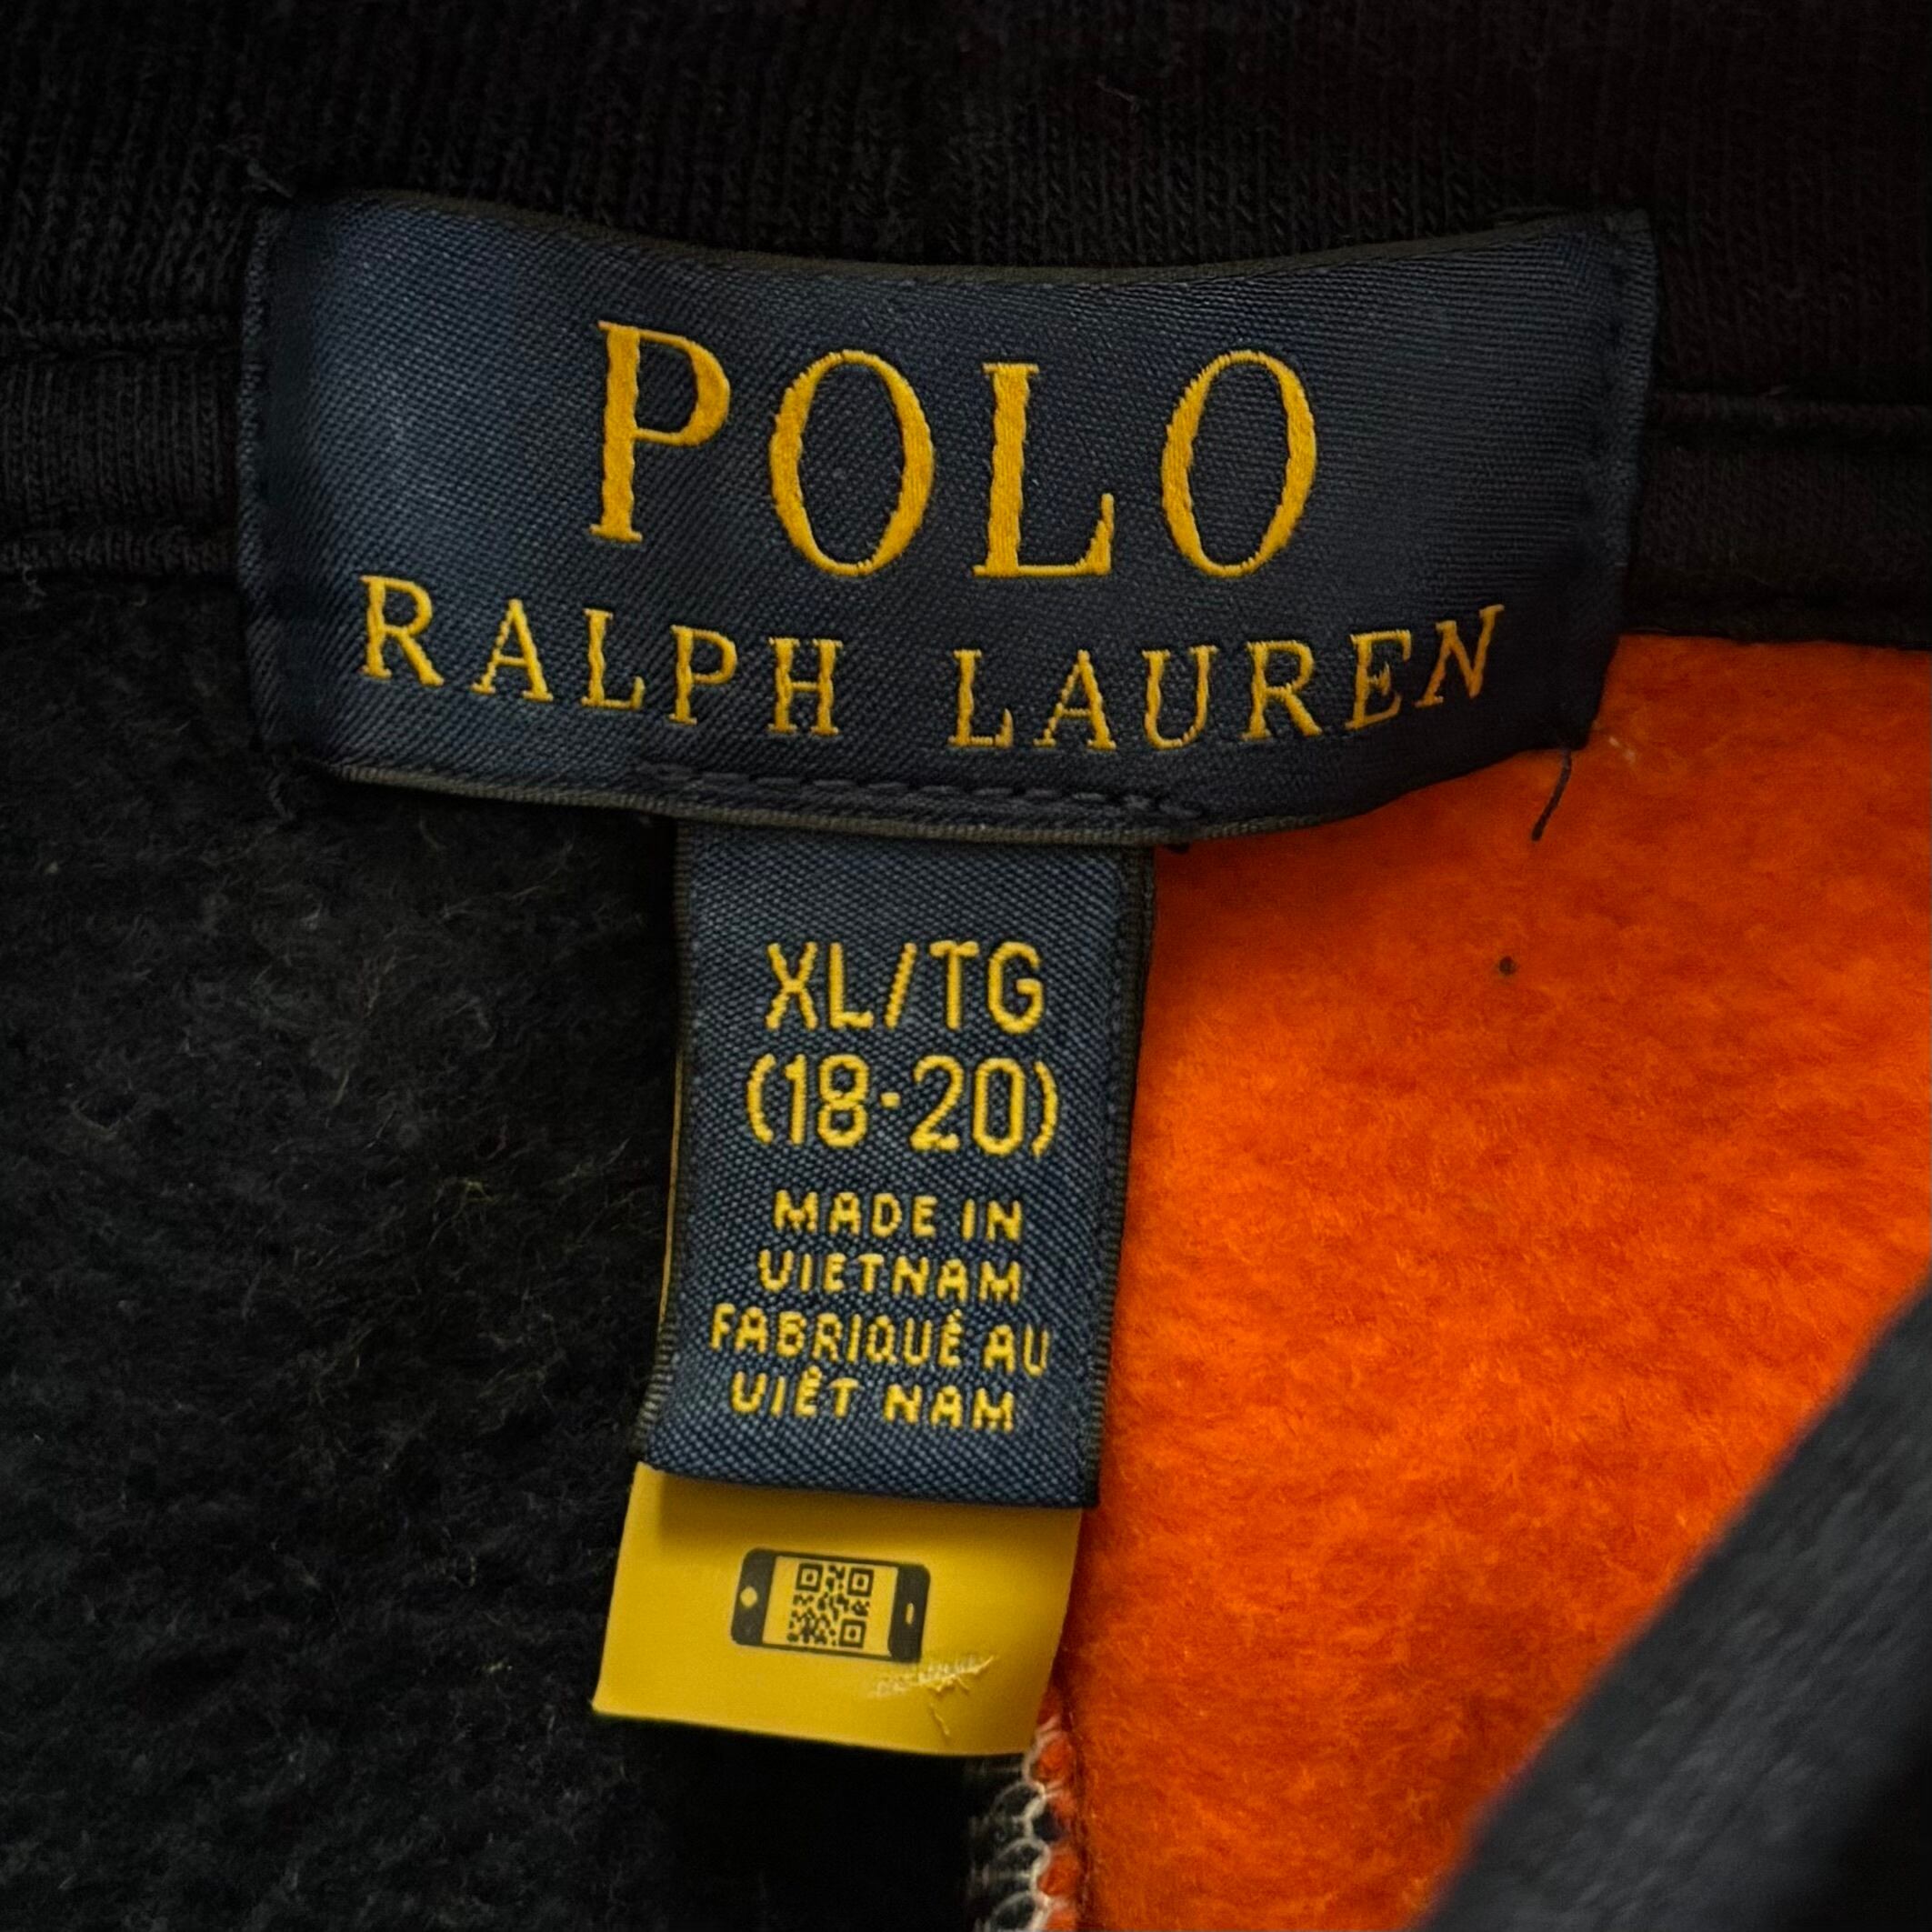 POLO
RALPH LAUREN
XL/TG
(18-20)
MADE IN
VIETNAM
FABRIQUÉ AU
VIÊT NAM